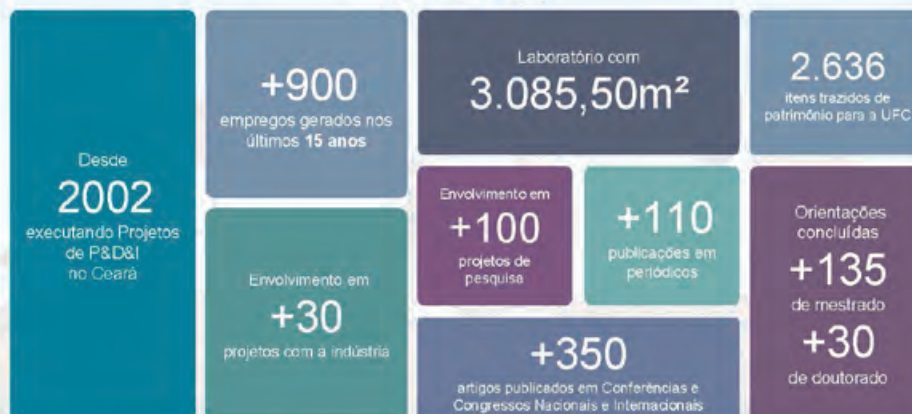 Desde
2002
executando Projetos
de P&D&I
no Ceará
+900
empregos gerados nos
últimos 15 anos
Envolvimento em
+30
projetos com a indústria
Laboratório com
3.085,50m²
Envolvimento em
+100
projetos de
pesquisa
+110
publicações em
periódicos
+350
artigos publicados em Conferências e
Congressos Nacionais e Internacionais
2.636
itens trazidos de
patrimônio para a UFC
Orientações
concluídas
+135
de mestrado
+30
de doutorado